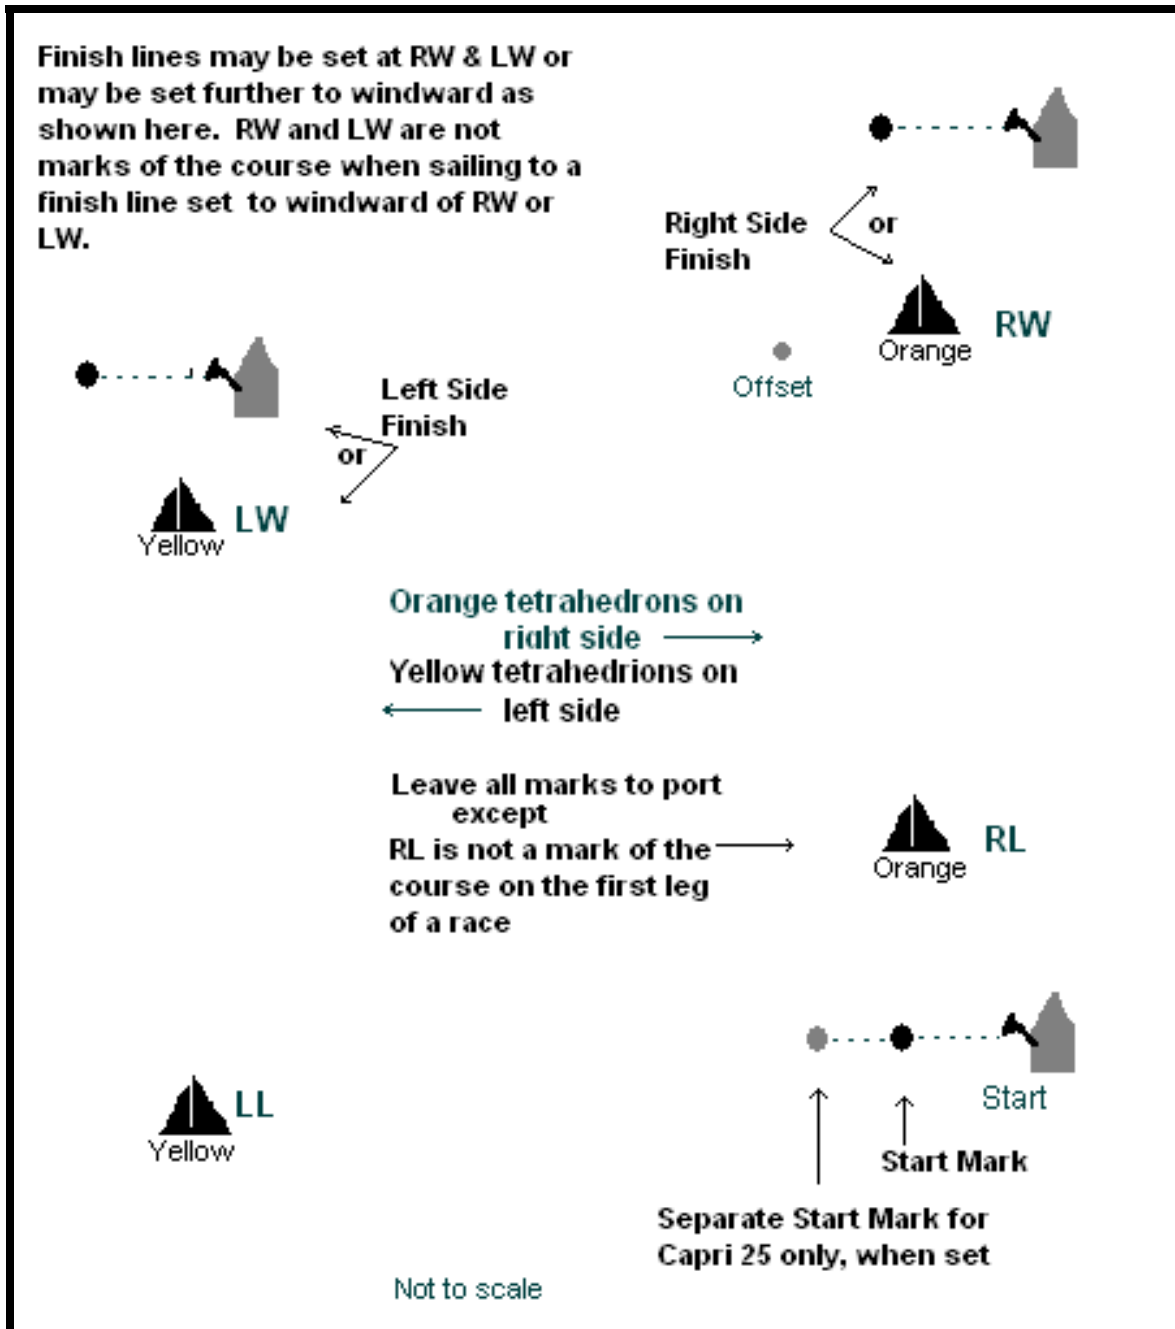 Finish lines may be set at RW & LW or
may be set further to windward as
shown here.  RW and LW are not
marks of the course when sailing to a
finish line set  to windward of RW or
LW.
Right Side
Finish
or
RW
Orange
Offset
Left Side
Finish
or
LW
Yellow
Orange tetrahedrons on
right side
Yellow tetrahedrions on
left side
Leave all marks to port
except
RL is not a mark of the
course on the first leg
of a race
RL
Orange
Start
LL
Yellow
Start Mark
Separate Start Mark for
Capri 25 only, when set
Not to scale